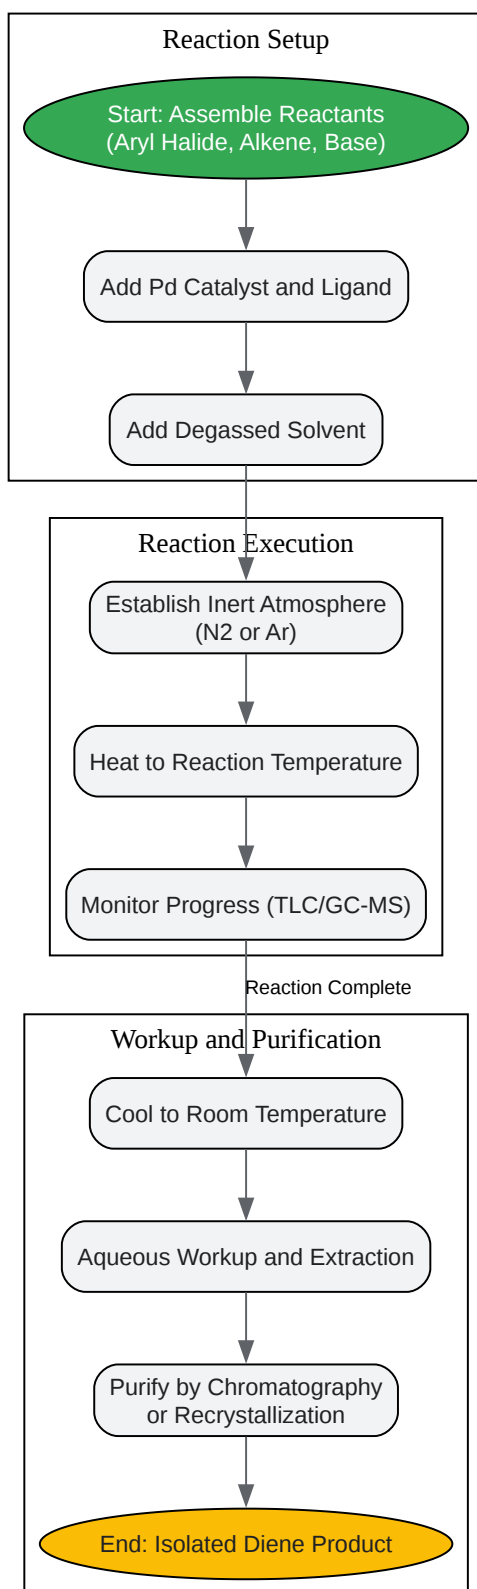 Reaction Setup
Start: Assemble Reactants
(Aryl Halide, Alkene, Base)
Add Pd Catalyst and Ligand
Add Degassed Solvent
Reaction Execution
Establish Inert Atmosphere
(N2 or Ar)
Heat to Reaction Temperature
Monitor Progress (TLC/GC-MS)
Reaction Complete
Workup and Purification
Cool to Room Temperature
Aqueous Workup and Extraction
Purify by Chromatography
or Recrystallization
End: Isolated Diene Product